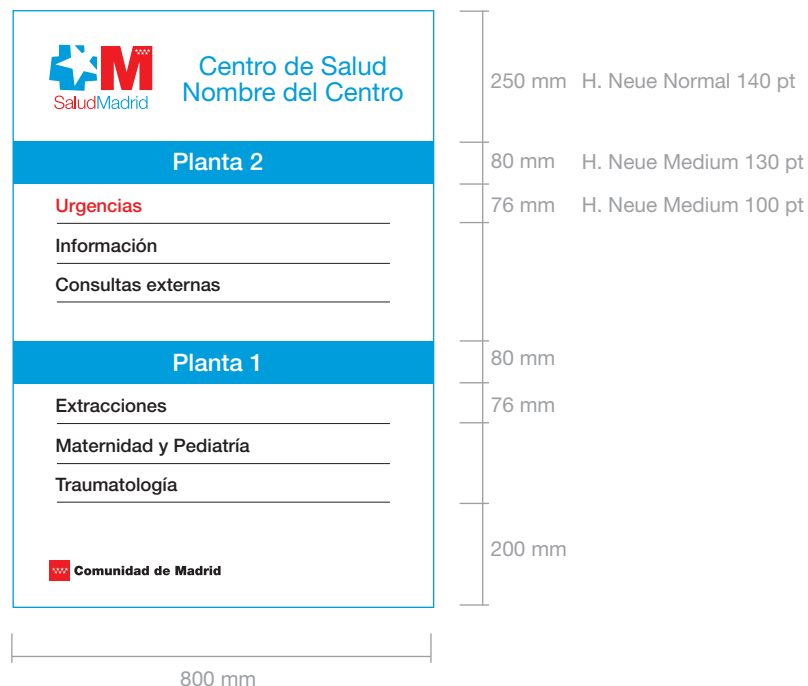 M
SaludMadrid
Centro de Salud
Nombre del Centro
250 mm H. Neue Normal 140 pt
Planta 2
80 mm H. Neue Medium 130 pt
Urgencias
76 mm H. Neue Medium 100 pt
Información
Consultas externas
Planta 1
80 mm
Extracciones
76 mm
Maternidad y Pediatría
Traumatología
200 mm
Comunidad de Madrid
800 mm